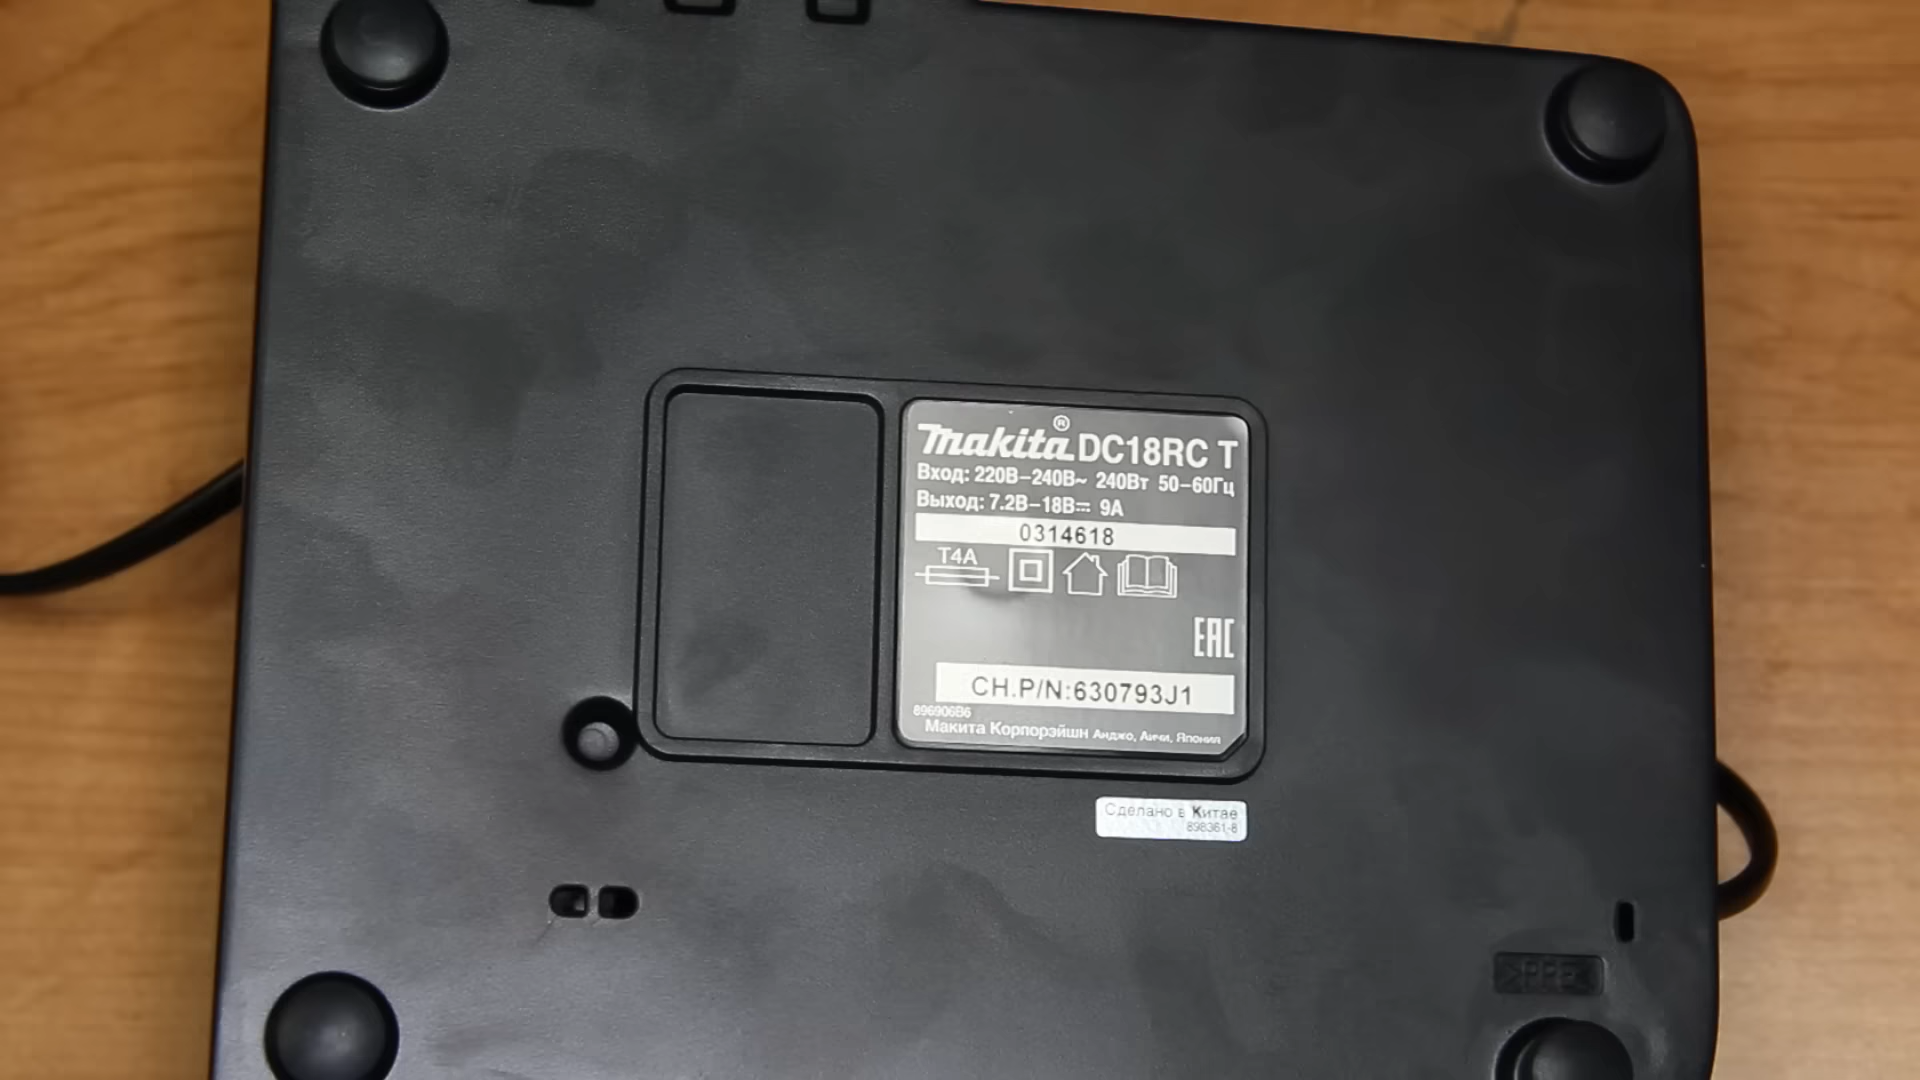 makita® DC18RC T
Вход: 220В–240В~ 240Вт 50–60Гц
Выход: 7.2В–18В⎓ 9А
0314618
T4A
EAC
CH.P/N:630793J1
896906B6
Макита Корпорэйшн Анджо, Аичи, Япония
Сделано в Китае
898361-8